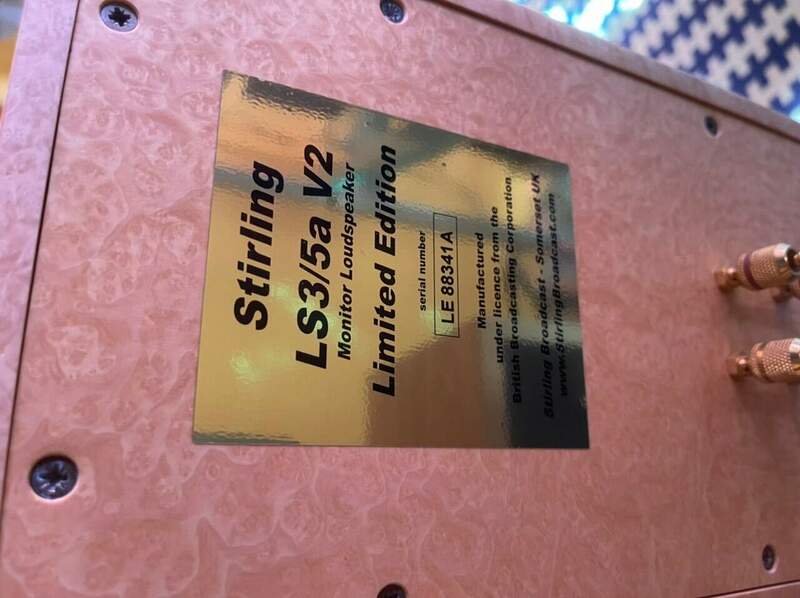 Stirling
LS3/5a V2
Monitor Loudspeaker
Limited Edition
serial number
LE 88341A
Manufactured
under licence from the
British Broadcasting Corporation
Stirling Broadcast - Somerset UK
www.StirlingBroadcast.com